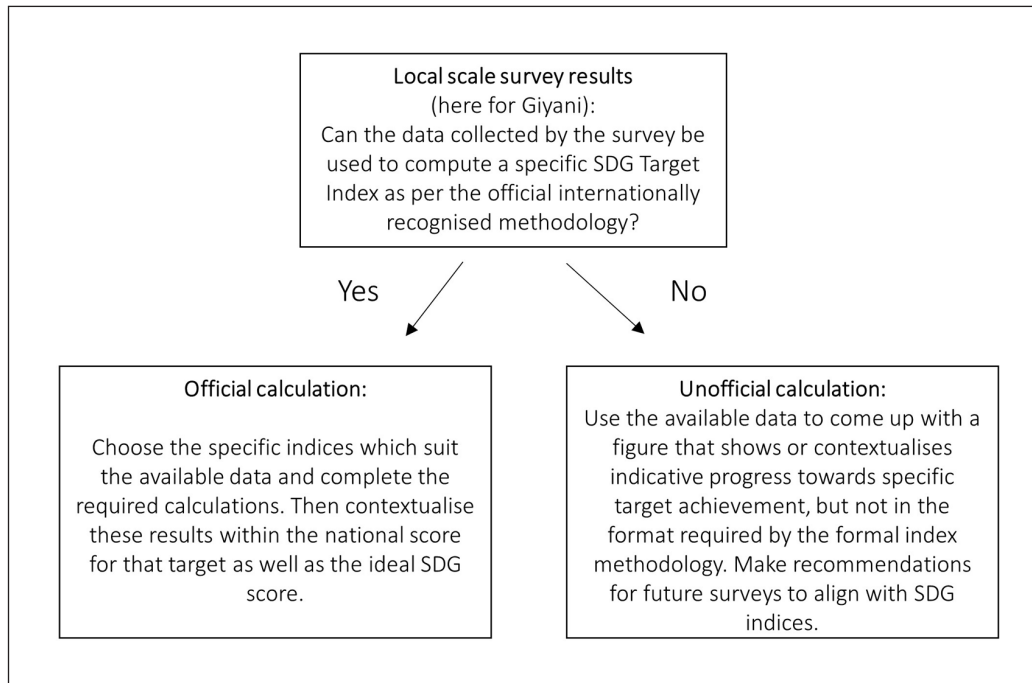 Local scale survey results
(here for Giyani):
Can the data collected by the survey be
used to compute a specific SDG Target
Index as per the official internationally
recognised methodology?
Yes
No
Official calculation:
Choose the specific indices which suit
the available data and complete the
required calculations. Then contextualise
these results within the national score
for that target as well as the ideal SDG
score.
Unofficial calculation:
Use the available data to come up with a
figure that shows or contextualises
indicative progress towards specific
target achievement, but not in the
format required by the formal index
methodology. Make recommendations
for future surveys to align with SDG
indices.